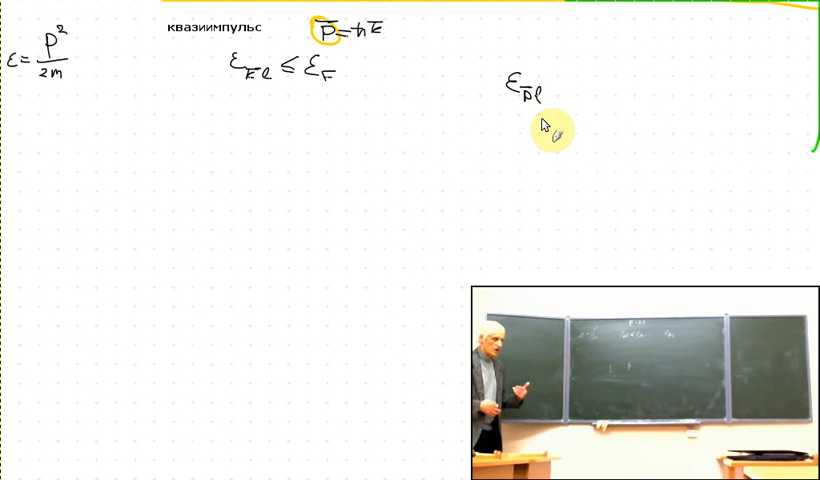 квазиимпульс
p̄ = ħk̄
ε = p²/2m
ε_k̄l ≤ ε_F
ε_p̄l